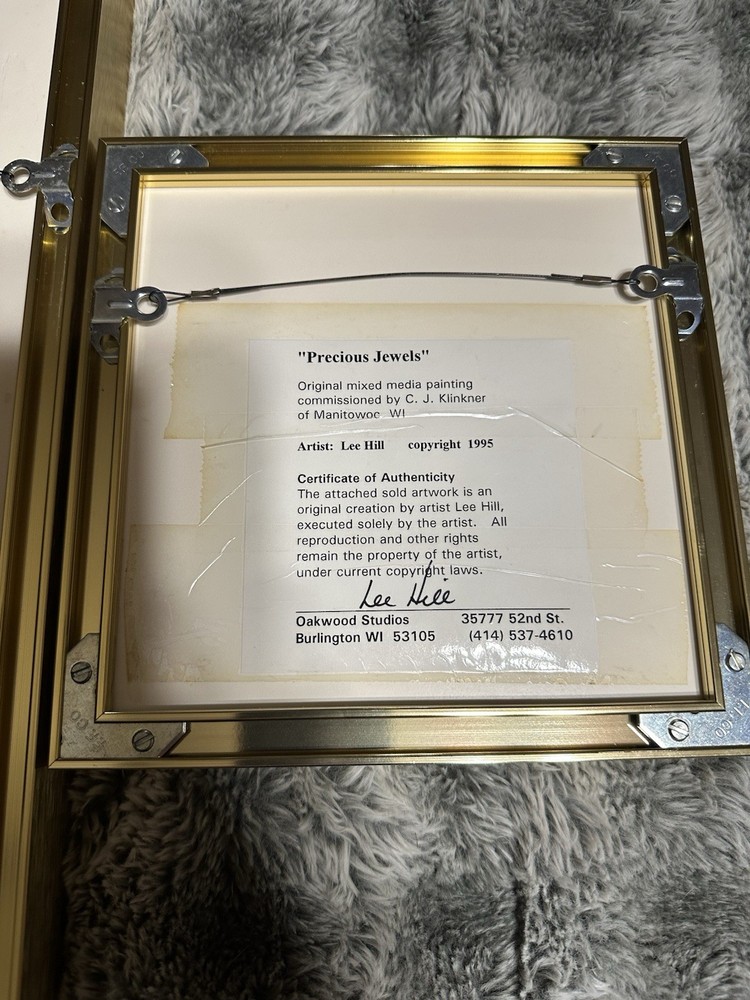 "Precious Jewels"
Original mixed media painting
commissioned by C. J. Klinkner
of Manitowoc WI
Artist: Lee Hill copyright 1995
Certificate of Authenticity
The attached sold artwork is an
original creation by artist Lee Hill,
executed solely by the artist. All
reproduction and other rights
remain the property of the artist,
under current copyright laws.
Lee Hill
Oakwood Studios 35777 52nd St.
Burlington WI 53105 (414) 537-4610